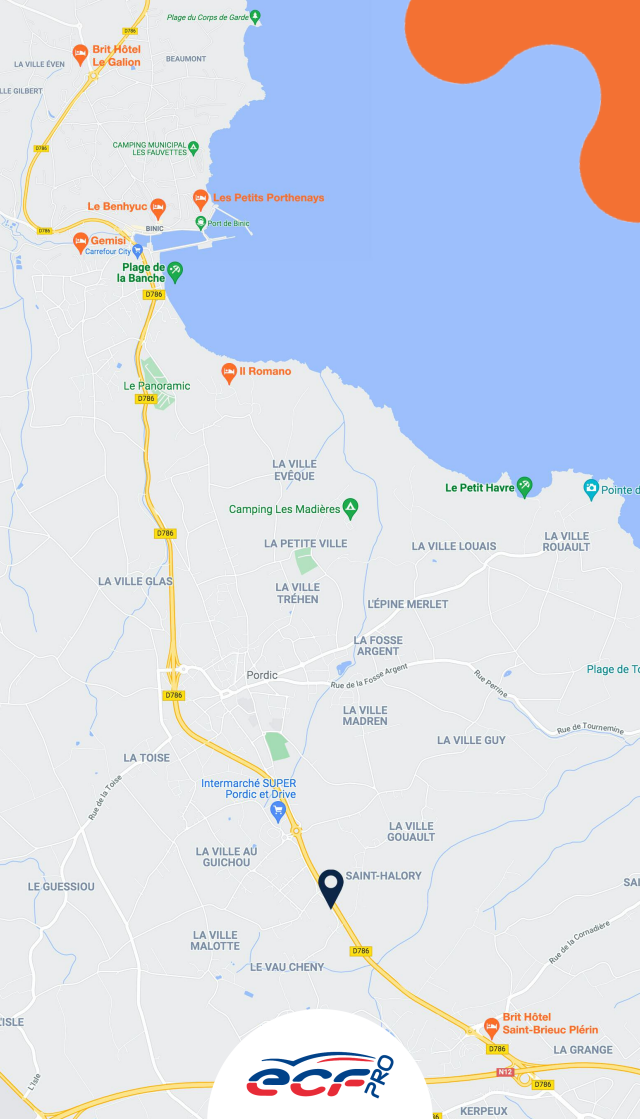 Plage du Corps de Garde
D786
Brit Hôtel
Le Galion
LA VILLE ÉVEN
BEAUMONT
LLE GILBERT
D786
CAMPING MUNICIPAL
LES FAUVETTES
Les Petits Porthenays
Le Benhyuc
Port de Binic
BINIC
D786
Gemisi
Carrefour City
Plage de
la Banche
D786
Il Romano
Le Panoramic
D786
LA VILLE
EVÊQUE
Le Petit Havre
Pointe d
Camping Les Madières
D786
LA PETITE VILLE
LA VILLE LOUAIS
LA VILLE
ROUAULT
LA VILLE GLAS
LA VILLE
TRÉHEN
L'ÉPINE MERLET
LA FOSSE
ARGENT
Pordic
Rue de la Fosse Argent
Plage de To
Rue Perrine
D786
LA VILLE
MADREN
Rue de Tournemine
LA VILLE GUY
LA TOISE
Rue de la Toise
Intermarché SUPER
Pordic et Drive
LA VILLE
GOUAULT
LA VILLE AU
GUICHOU
SAINT-HALORY
LE GUESSIOU
SAI
LA VILLE
MALOTTE
Rue de la Cornadière
D786
LE VAU CHENY
L'ISLE
Brit Hôtel
Saint-Brieuc Plérin
D786
LA GRANGE
N12
D786
L'Isle
ecf PRO
KERPEUX